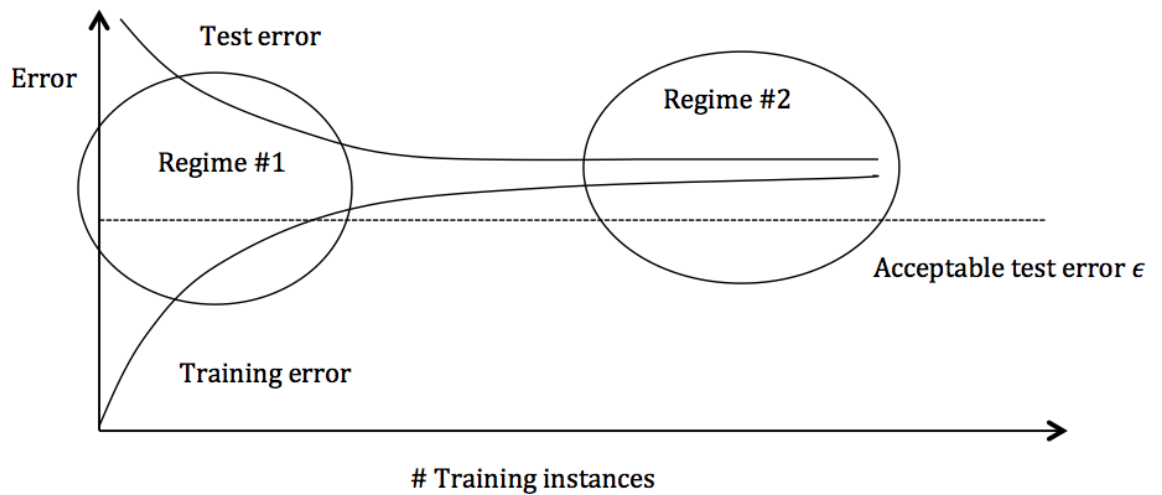 Test error
Error
Regime #2
Regime #1
Acceptable test error ϵ
Training error
# Training instances